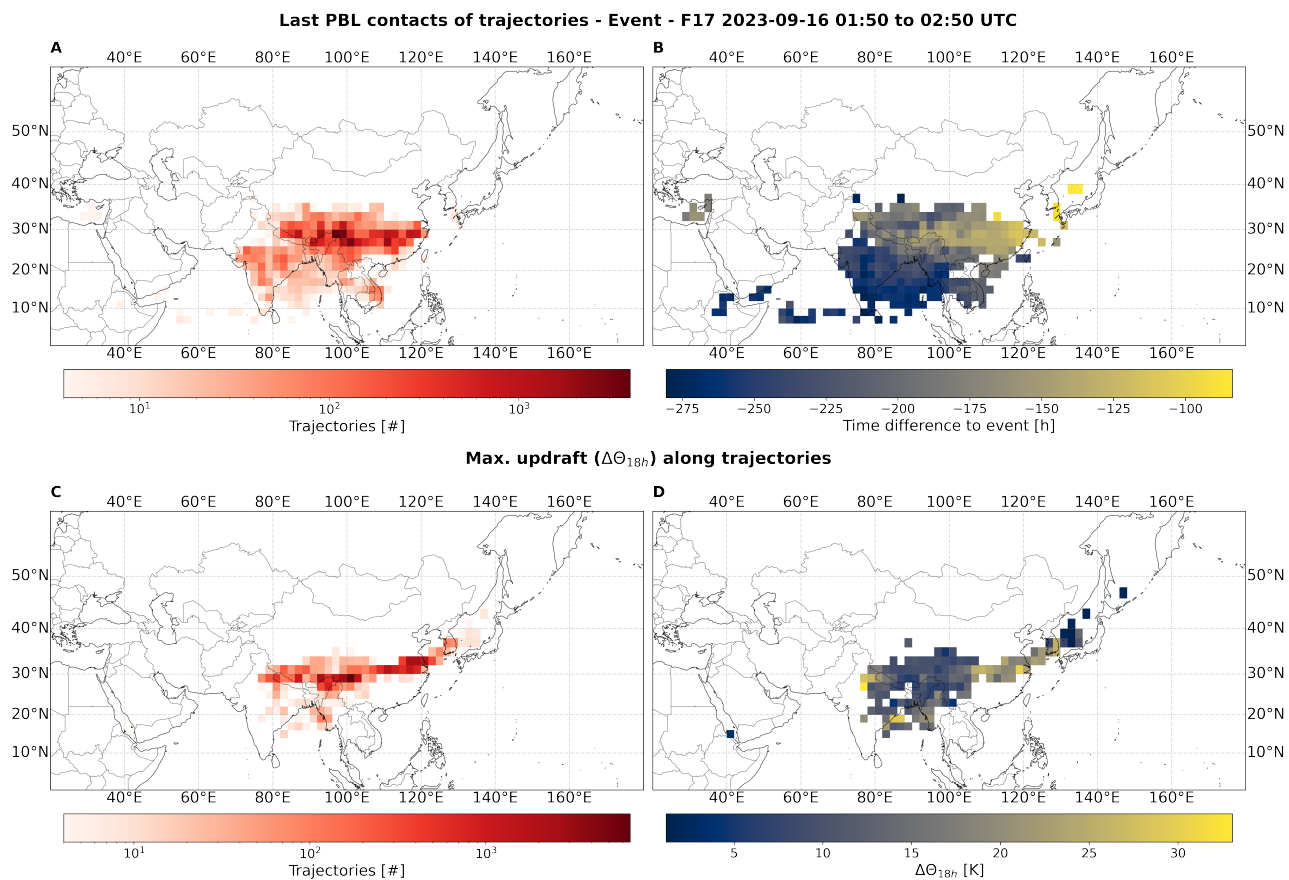 Last PBL contacts of trajectories - Event - F17 2023-09-16 01:50 to 02:50 UTC
A
B
40°E 60°E 80°E 100°E 120°E 140°E 160°E
40°E 60°E 80°E 100°E 120°E 140°E 160°E
50°N
50°N
40°N
40°N
30°N
30°N
20°N
20°N
10°N
10°N
40°E 60°E 80°E 100°E 120°E 140°E 160°E
40°E 60°E 80°E 100°E 120°E 140°E 160°E
10¹ 10² 10³
Trajectories [#]
−275 −250 −225 −200 −175 −150 −125 −100
Time difference to event [h]
Max. updraft (ΔΘ₁₈ₕ) along trajectories
C
D
40°E 60°E 80°E 100°E 120°E 140°E 160°E
40°E 60°E 80°E 100°E 120°E 140°E 160°E
50°N
50°N
40°N
40°N
30°N
30°N
20°N
20°N
10°N
10°N
40°E 60°E 80°E 100°E 120°E 140°E 160°E
40°E 60°E 80°E 100°E 120°E 140°E 160°E
10¹ 10² 10³
Trajectories [#]
5 10 15 20 25 30
ΔΘ₁₈ₕ [K]